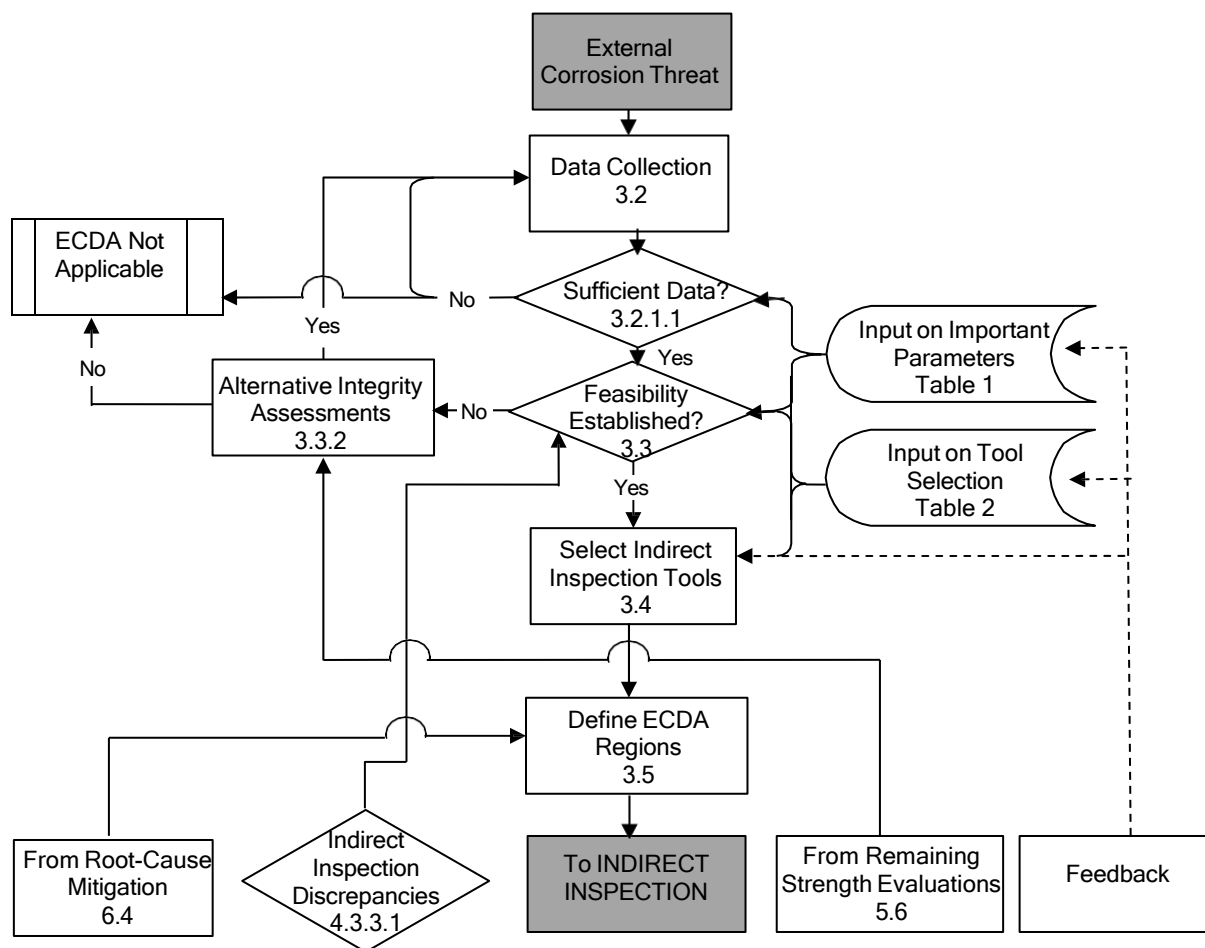 External
Corrosion Threat
Data Collection
3.2
ECDA Not
Applicable
Sufficient Data?
3.2.1.1
No
Yes
Yes
Input on Important
Parameters
Table 1
No
Alternative Integrity
Assessments
3.3.2
No
Feasibility
Established?
3.3
Yes
Input on Tool
Selection
Table 2
Select Indirect
Inspection Tools
3.4
Define ECDA
Regions
3.5
From Root-Cause
Mitigation
6.4
Indirect
Inspection
Discrepancies
4.3.3.1
To INDIRECT
INSPECTION
From Remaining
Strength Evaluations
5.6
Feedback